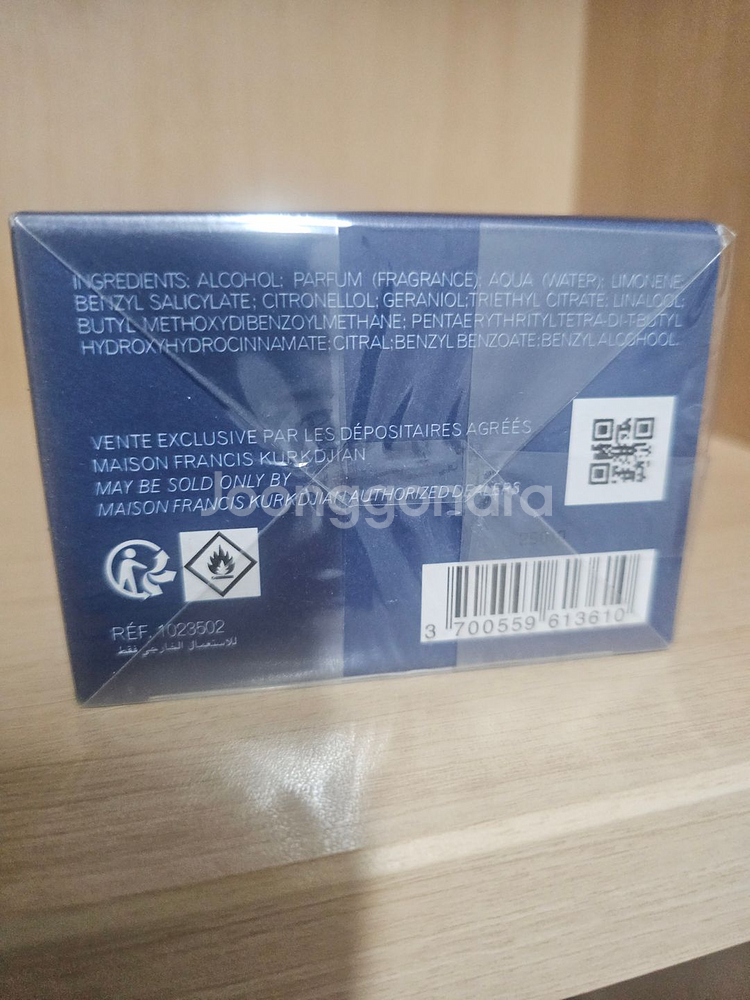 INGREDIENTS: ALCOHOL; PARFUM (FRAGRANCE); AQUA (WATER); LIMONENE;
BENZYL SALICYLATE; CITRONELLOL; GERANIOL; TRIETHYL CITRATE; LINALOOL;
BUTYL METHOXYDIBENZOYLMETHANE; PENTAERYTHRITYL TETRA-DI-T-BUTYL
HYDROXYHYDROCINNAMATE; CITRAL; BENZYL BENZOATE; BENZYL ALCOHOOL.
VENTE EXCLUSIVE PAR LES DÉPOSITAIRES AGRÉÉS
MAISON FRANCIS KURKDJIAN
MAY BE SOLD ONLY BY
MAISON FRANCIS KURKDJIAN AUTHORIZED DEALERS
Joonggonara
RÉF. 1023502
للاستعمال الخارجي فقط
3 700559 613610